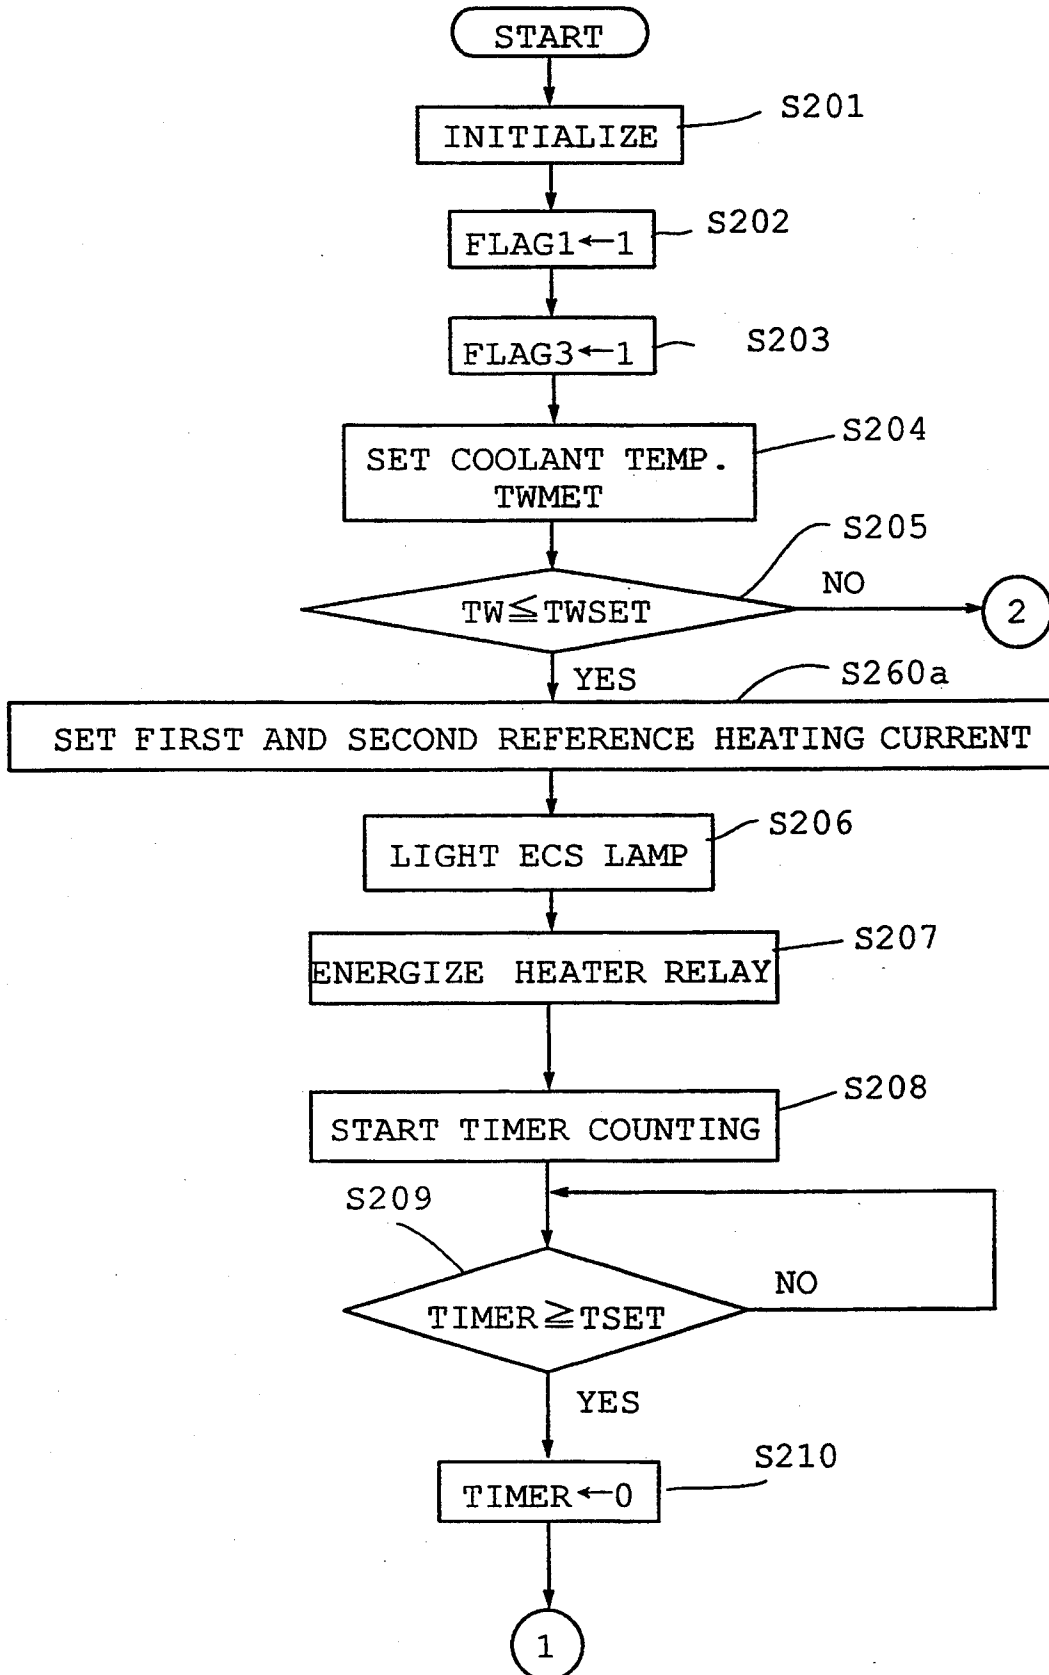 START
S201
INITIALIZE
S202
FLAG1←1
S203
FLAG3←1
S204
SET COOLANT TEMP.
TWMET
S205
TW≦TWSET
NO
2
YES
S260a
SET FIRST AND SECOND REFERENCE HEATING CURRENT
S206
LIGHT ECS LAMP
S207
ENERGIZE HEATER RELAY
S208
START TIMER COUNTING
S209
TIMER≧TSET
NO
YES
S210
TIMER←0
1